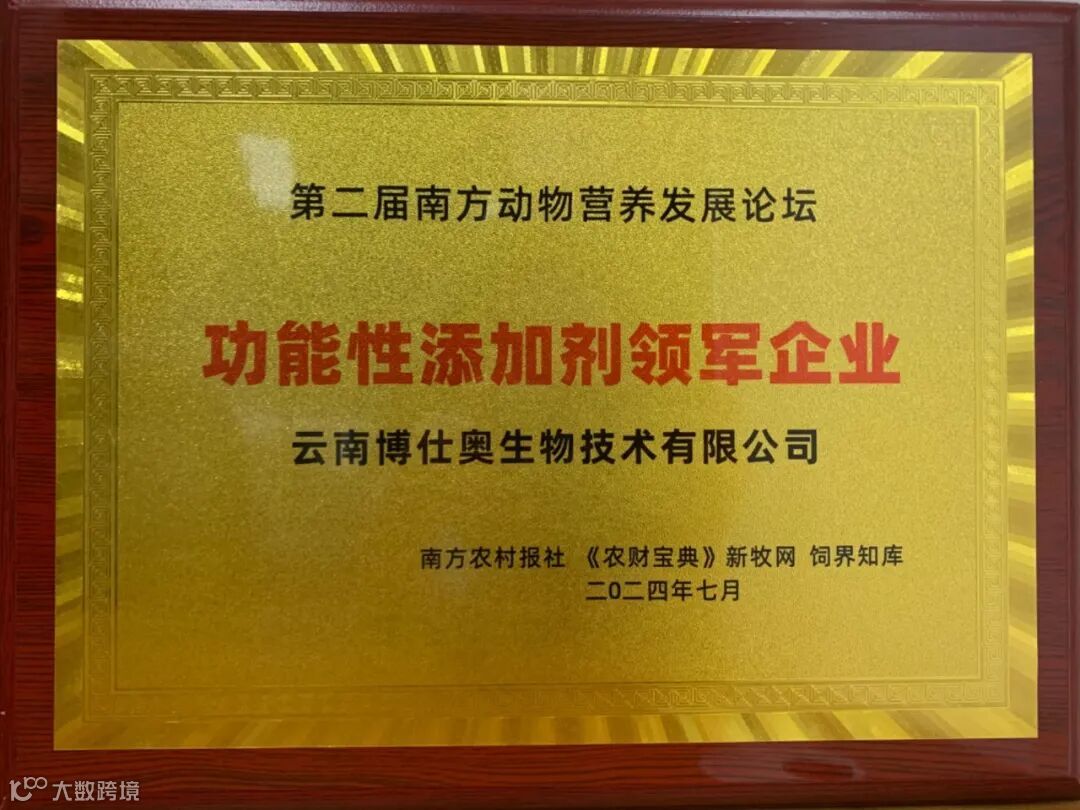 第二届南方动物营养发展论坛
功能性添加剂领军企业
云南博仕奥生物技术有限公司
南方农村报社 《农财宝典》新牧网 饲界知库
二〇二四年七月
大数跨境